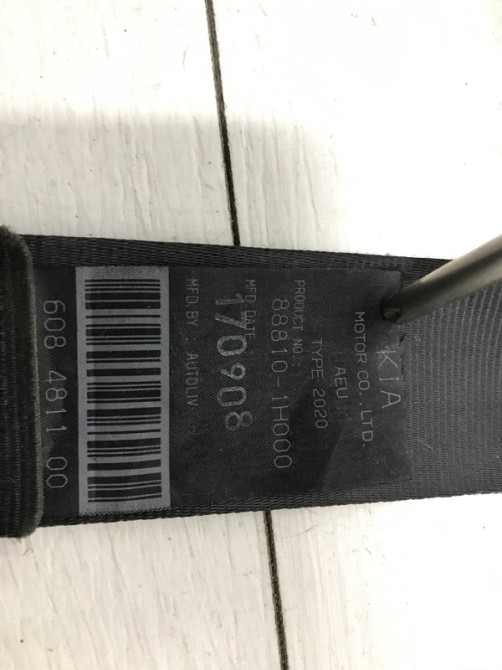 KIA
MOTOR CO.,LTD.
AEU X
TYPE 2020
PRODUCT NO.:
88810-1H000
MFD.DATE:
170908
MFD.BY : AUTOLIV
608 4811 00